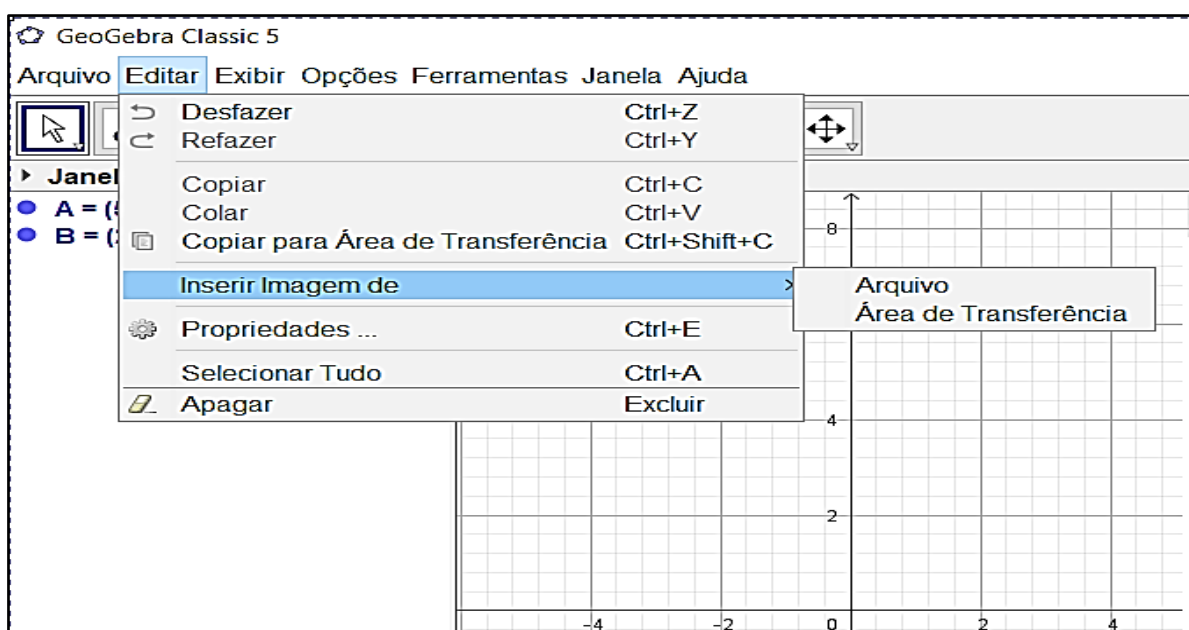 GeoGebra Classic 5
Arquivo Editar Exibir Opções Ferramentas Janela Ajuda
Desfazer Ctrl+Z
Refazer Ctrl+Y
Copiar Ctrl+C
Colar Ctrl+V
Copiar para Área de Transferência Ctrl+Shift+C
Inserir Imagem de > Arquivo
Área de Transferência
Propriedades ... Ctrl+E
Selecionar Tudo Ctrl+A
Apagar Excluir
A = (
B = (
8
4
2
-4 -2 0 2 4